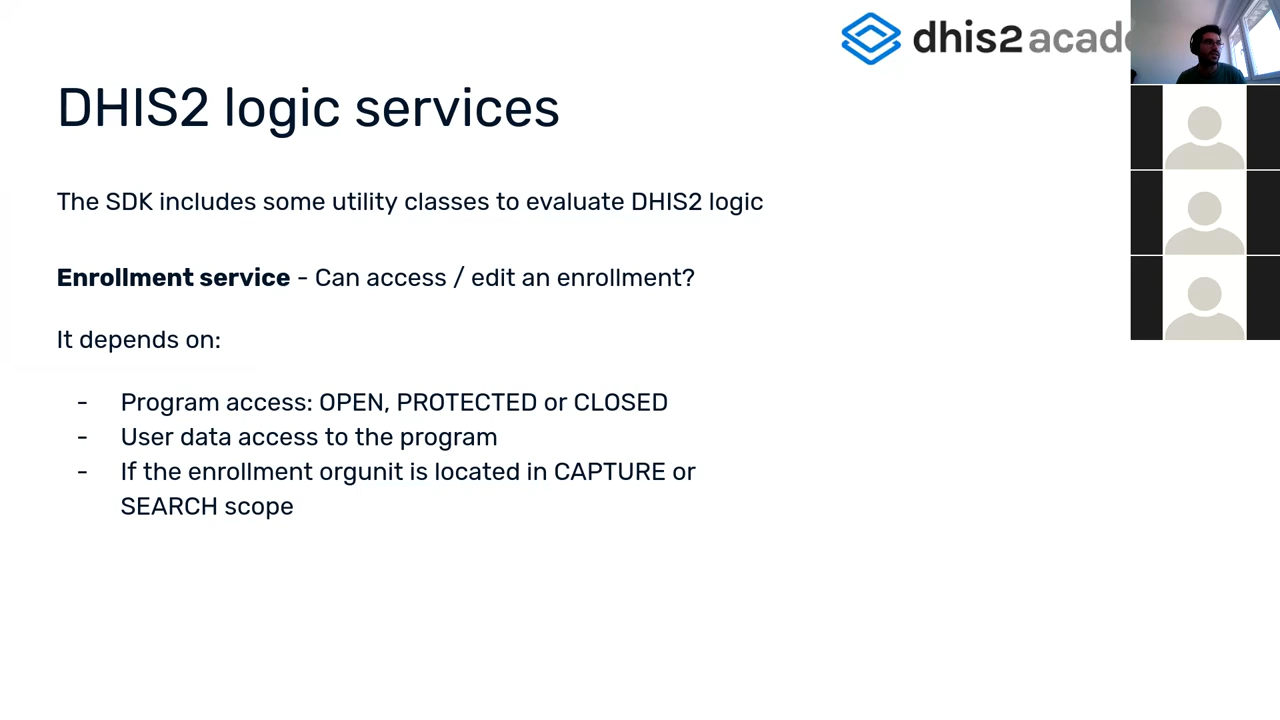 dhis2 acade
DHIS2 logic services
The SDK includes some utility classes to evaluate DHIS2 logic
Enrollment service - Can access / edit an enrollment?
It depends on:
- Program access: OPEN, PROTECTED or CLOSED
- User data access to the program
- If the enrollment orgunit is located in CAPTURE or
SEARCH scope